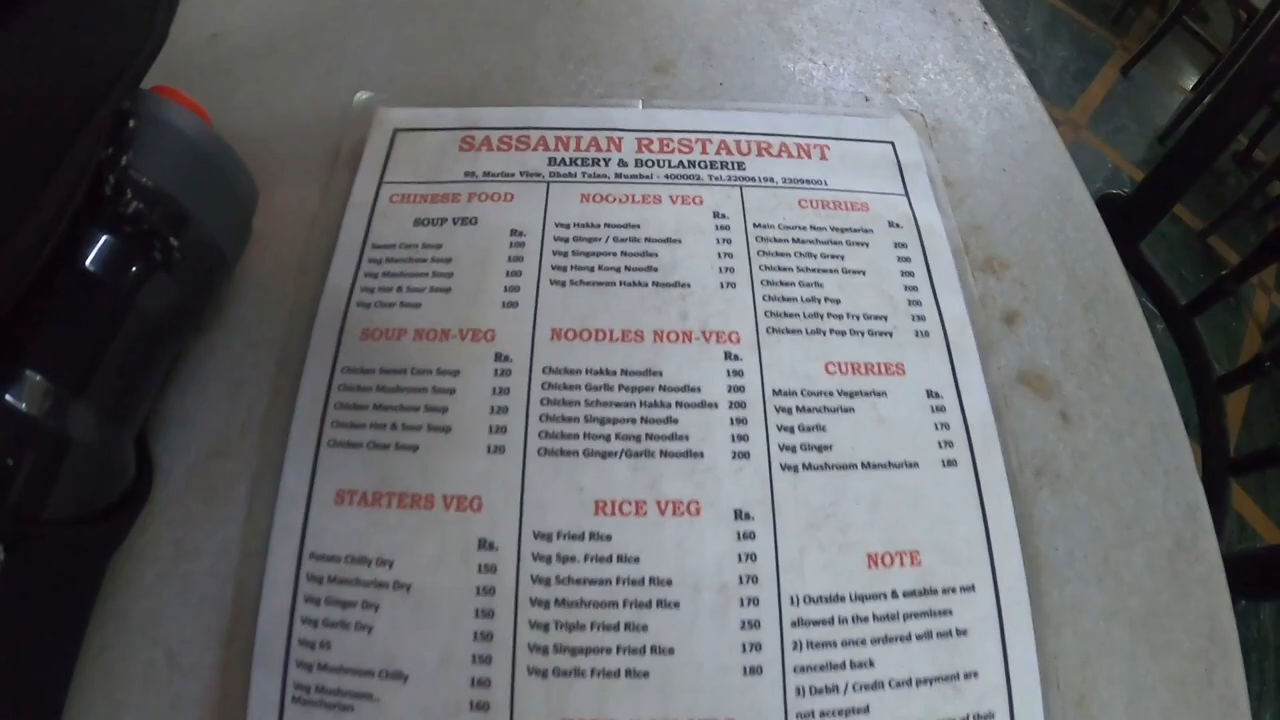 SASSANIAN RESTAURANT
BAKERY & BOULANGERIE
98, Marine View, Dhobi Talao, Mumbai - 400002. Tel.22006198, 22098001
CHINESE FOOD
SOUP VEG
Rs.
Sweet Corn Soup 100
Veg Manchow Soup 100
Veg Mushroom Soup 100
Veg Hot & Sour Soup 100
Veg Clear Soup 100
SOUP NON-VEG
Rs.
Chicken Sweet Corn Soup 120
Chicken Mushroom Soup 120
Chicken Manchow Soup 120
Chicken Hot & Sour Soup 120
Chicken Clear Soup 120
STARTERS VEG
Rs.
Potato Chilly Dry 150
Veg Manchurian Dry 150
Veg Ginger Dry 150
Veg Garlic Dry 150
Veg 65 150
Veg Mushroom Chilly 160
Veg Mushroom
Manchurian 160
NOODLES VEG
Rs.
Veg Hakka Noodles 160
Veg Ginger / Garlic Noodles 170
Veg Singapore Noodles 170
Veg Hong Kong Noodle 170
Veg Schezwan Hakka Noodles 170
NOODLES NON-VEG
Rs.
Chicken Hakka Noodles 190
Chicken Garlic Pepper Noodles 200
Chicken Schezwan Hakka Noodles 200
Chicken Singapore Noodle 190
Chicken Hong Kong Noodles 190
Chicken Ginger/Garlic Noodles 200
RICE VEG
Rs.
Veg Fried Rice 160
Veg Spe. Fried Rice 170
Veg Scherwan Fried Rice 170
Veg Mushroom Fried Rice 170
Veg Triple Fried Rice 250
Veg Singapore Fried Rice 170
Veg Garlic Fried Rice 180
CURRIES
Main Course Non Vegetarian Rs.
Chicken Manchurian Gravy 200
Chicken Chilly Gravy 200
Chicken Schezwan Gravy 200
Chicken Garlic 200
Chicken Lolly Pop 200
Chicken Lolly Pop Fry Gravy 230
Chicken Lolly Pop Dry Gravy 210
CURRIES
Main Cource Vegetarian Rs.
Veg Manchurian 160
Veg Garlic 170
Veg Ginger 170
Veg Mushroom Manchurian 180
NOTE
1) Outside Liquors & eatable are not
allowed in the hotel premisses
2) Items once ordered will not be
cancelled back
3) Debit / Credit Card payment are
not accepted